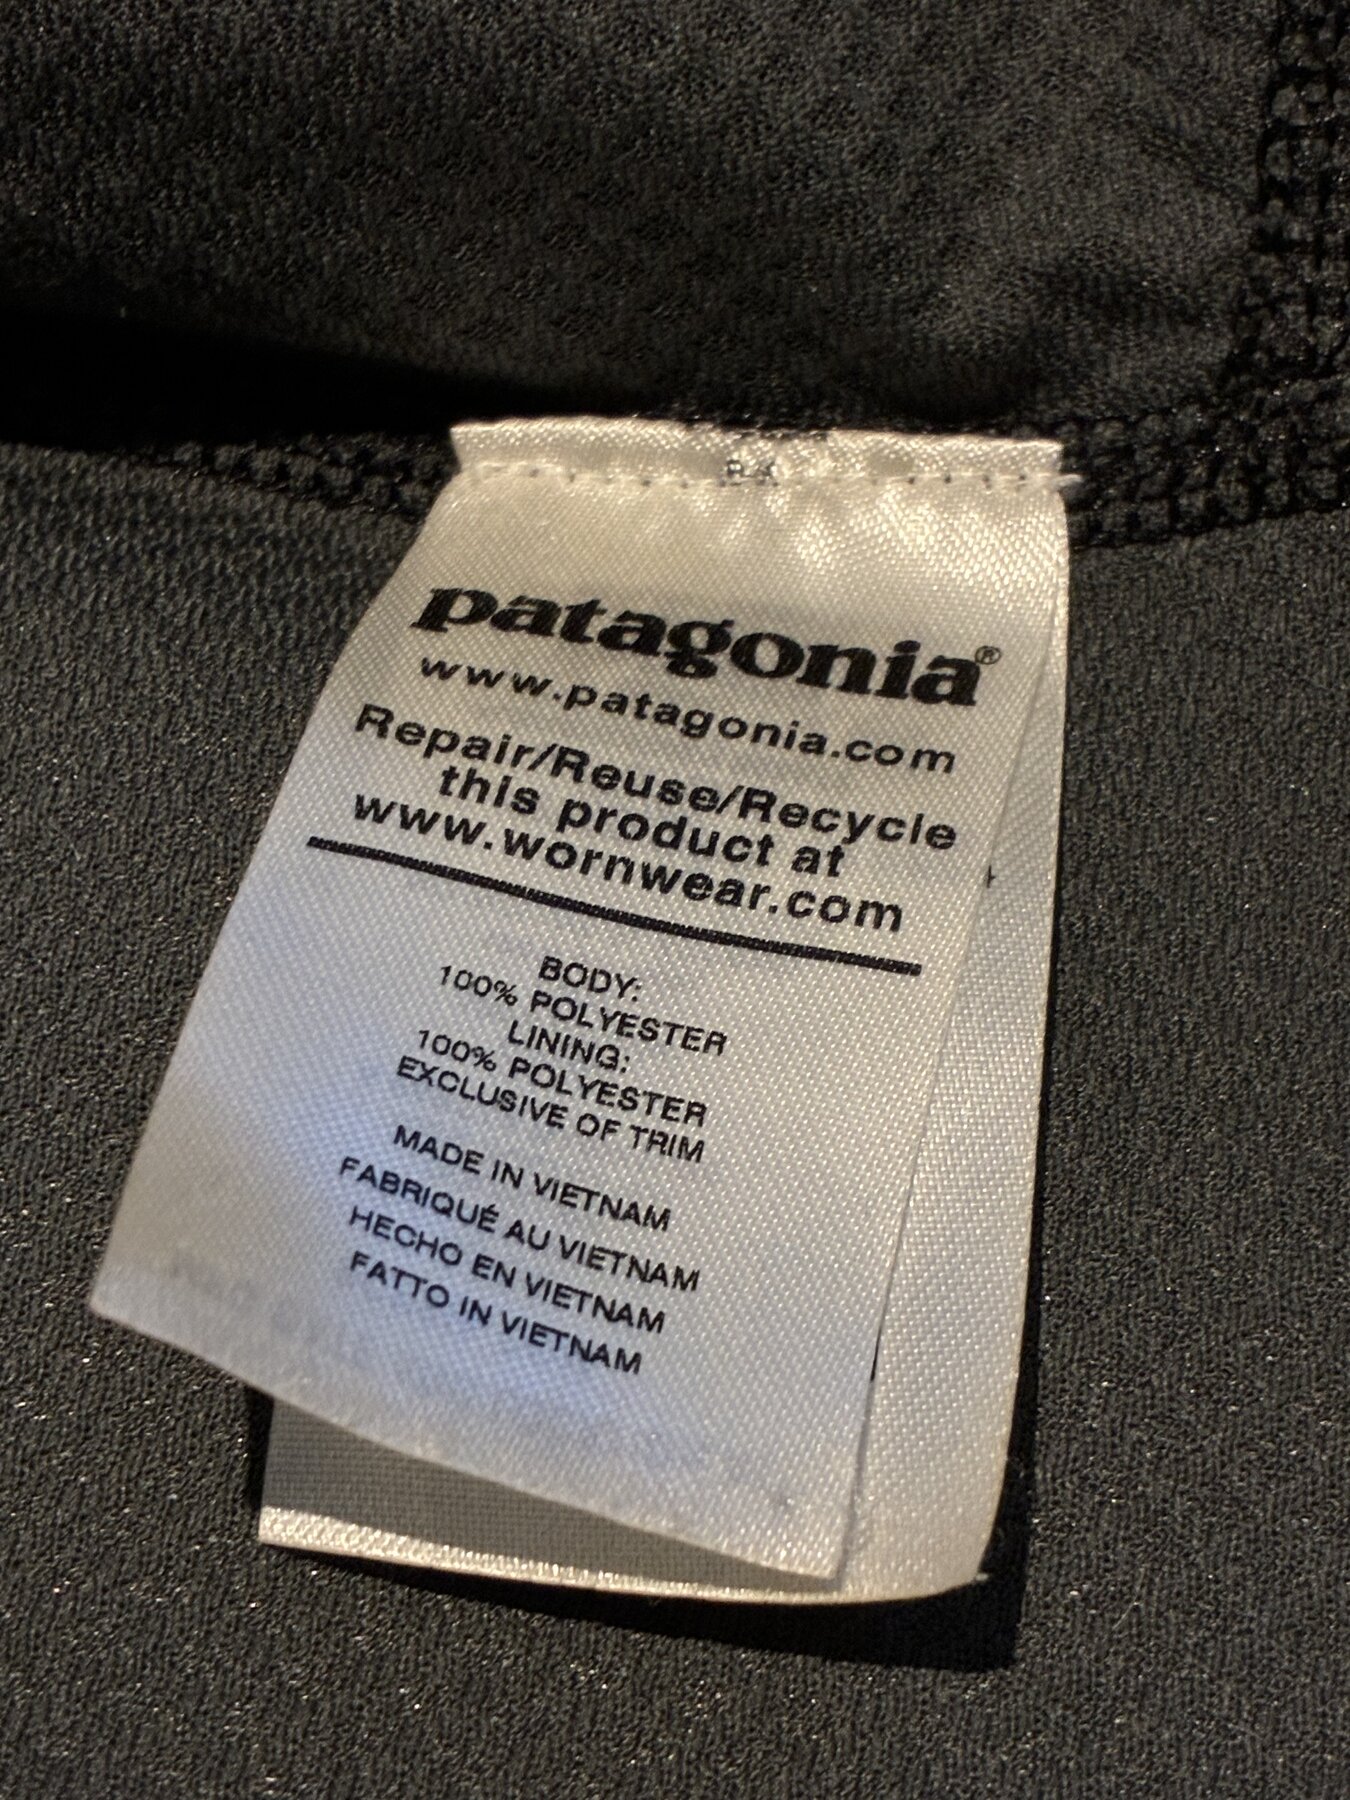 patagonia®
www.patagonia.com
Repair/Reuse/Recycle
this product at
www.wornwear.com
BODY:
100% POLYESTER
LINING:
100% POLYESTER
EXCLUSIVE OF TRIM
MADE IN VIETNAM
FABRIQUÉ AU VIETNAM
HECHO EN VIETNAM
FATTO IN VIETNAM